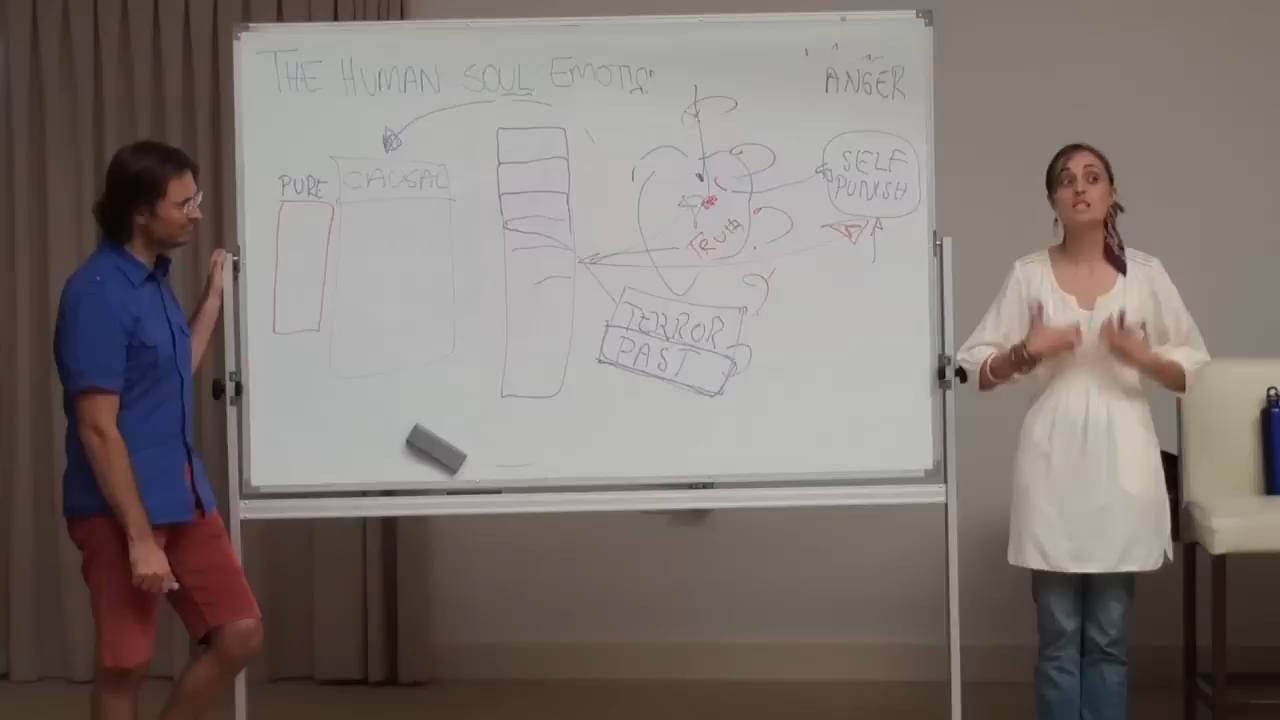 THE HUMAN SOUL EMOTIO
ANGER
SELF
PUNISH
PURE
CAUSAL
TRUTH
TERROR
PAST